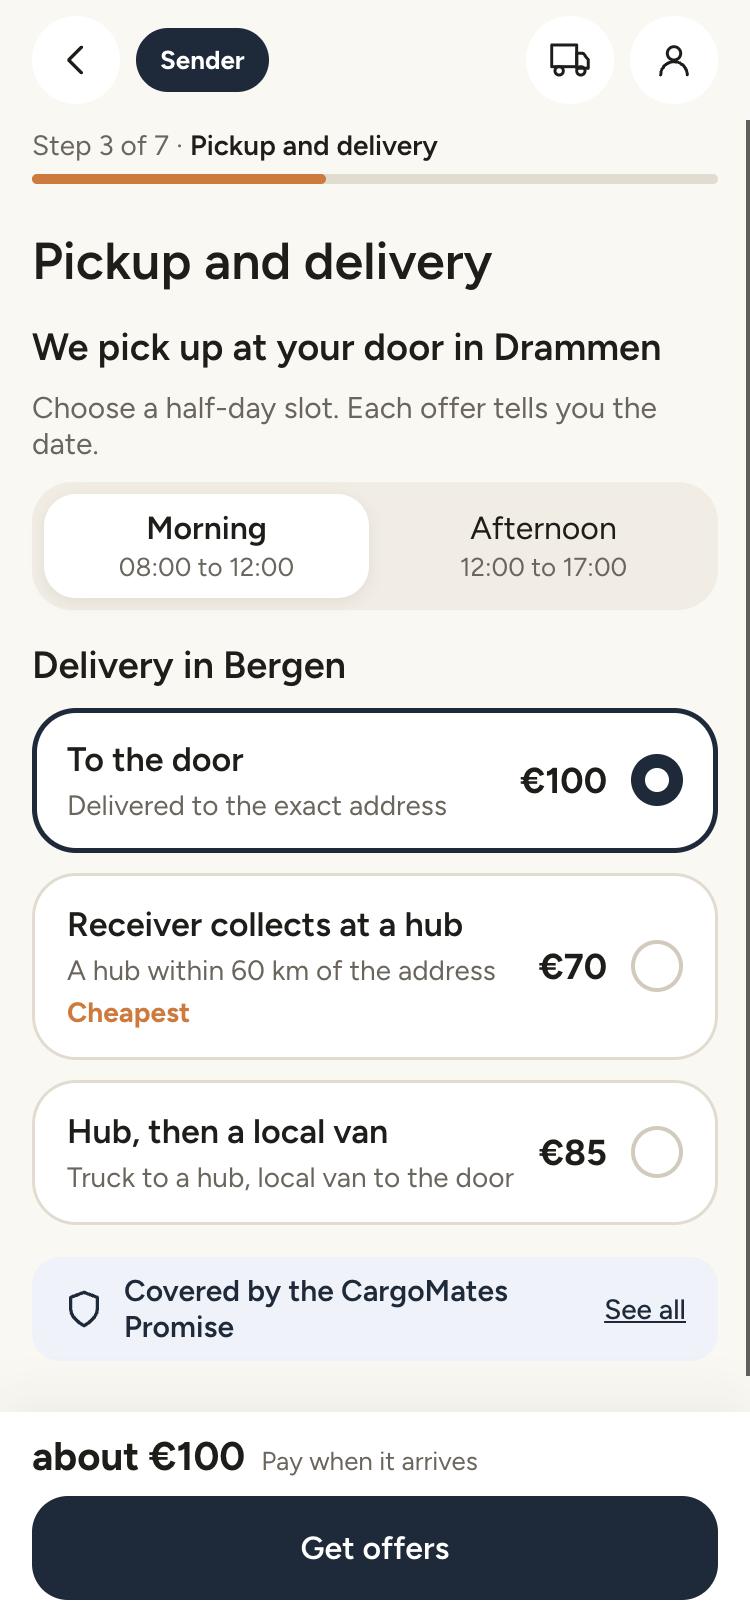 Sender
Step 3 of 7 · Pickup and delivery
Pickup and delivery
We pick up at your door in Drammen
Choose a half-day slot. Each offer tells you the
date.
Morning
08:00 to 12:00
Afternoon
12:00 to 17:00
Delivery in Bergen
To the door
Delivered to the exact address
€100
Receiver collects at a hub
A hub within 60 km of the address
Cheapest
€70
Hub, then a local van
Truck to a hub, local van to the door
€85
Covered by the CargoMates
Promise
See all
about €100 Pay when it arrives
Get offers